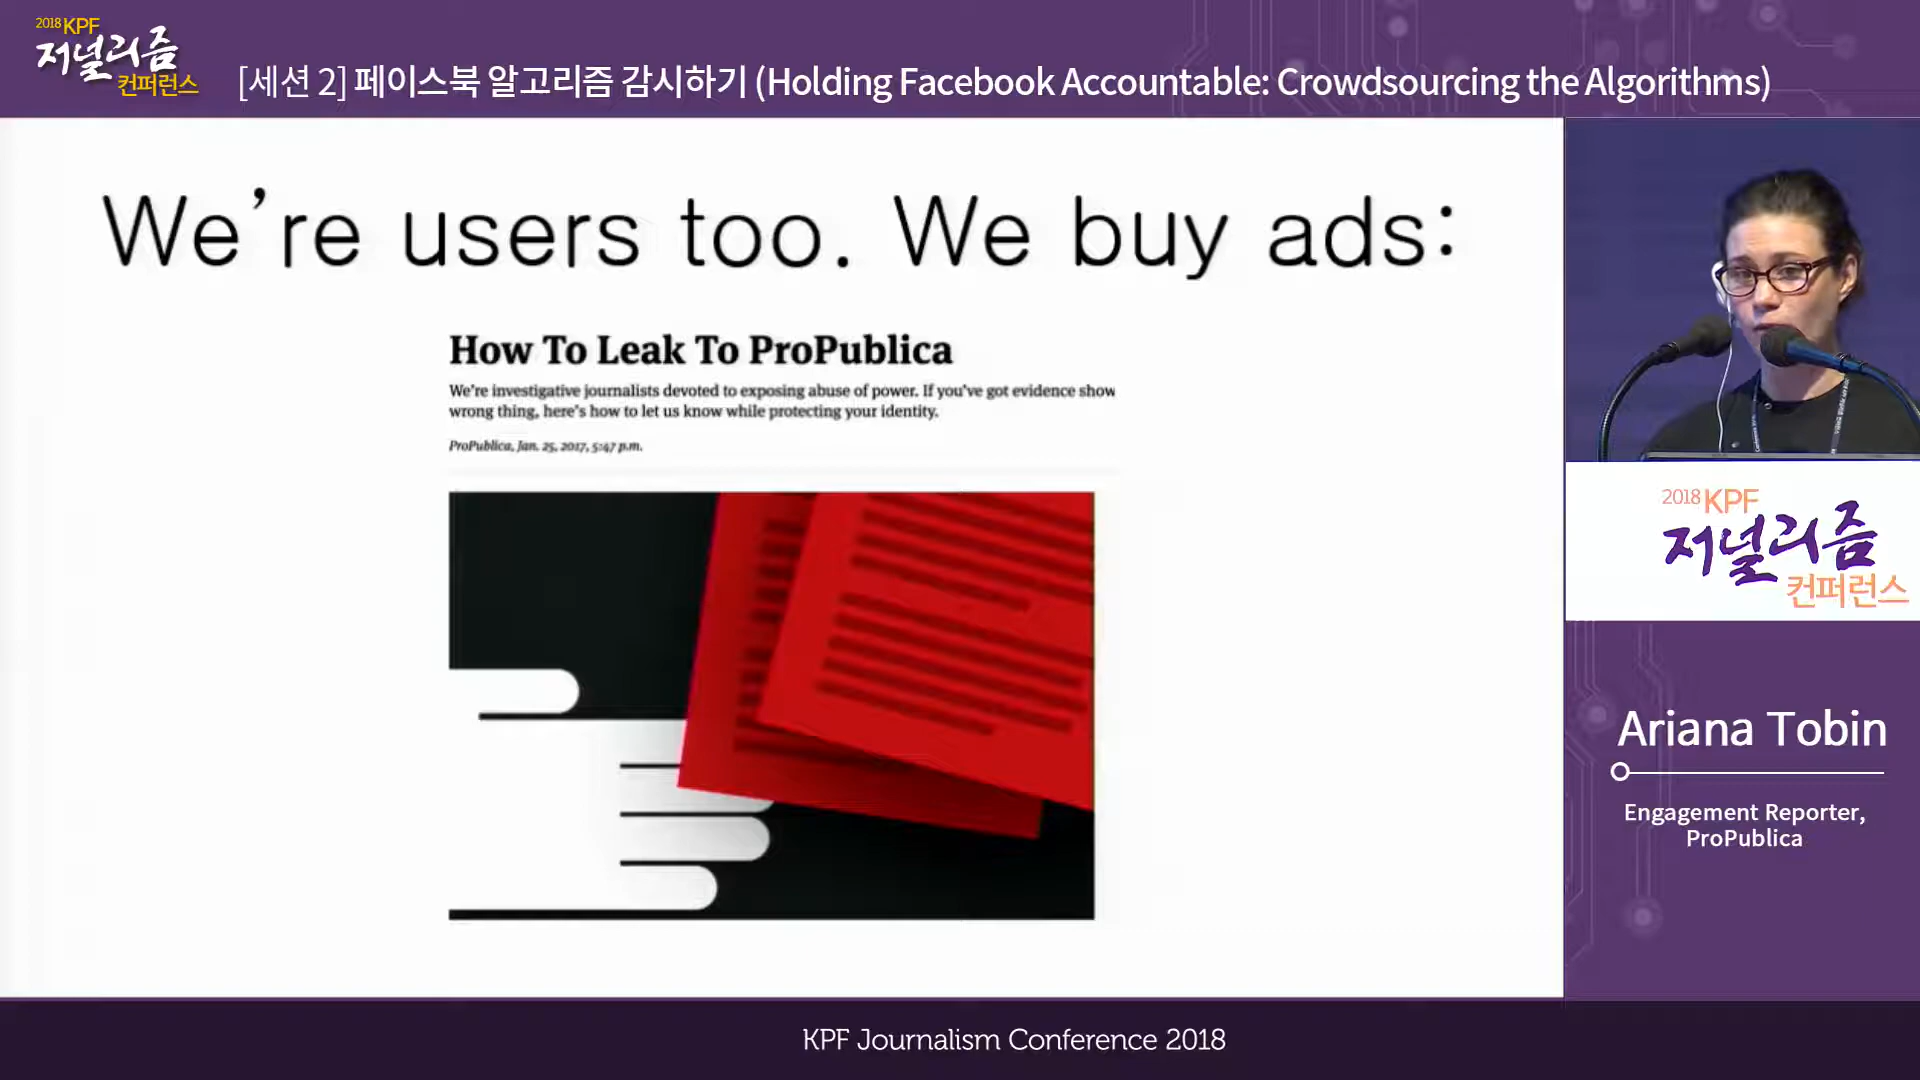 2018 KPF
저널리즘
컨퍼런스
[세션 2] 페이스북 알고리즘 감시하기 (Holding Facebook Accountable: Crowdsourcing the Algorithms)
We're users too. We buy ads:
How To Leak To ProPublica
We're investigative journalists devoted to exposing abuse of power. If you've got evidence show
wrong thing, here's how to let us know while protecting your identity.
ProPublica, Jan. 25, 2017, 5:47 p.m.
2018 KPF
저널리즘
컨퍼런스
Ariana Tobin
Engagement Reporter,
ProPublica
KPF Journalism Conference 2018